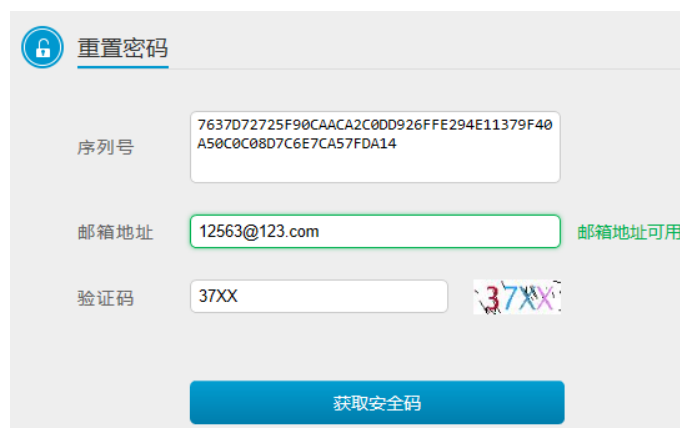 重置密码
序列号
7637D72725F90CAACA2C0DD926FFE294E11379F40
A50C0C08D7C6E7CA57FDA14
邮箱地址
12563@123.com
邮箱地址可用
验证码
37XX
37XX
获取安全码